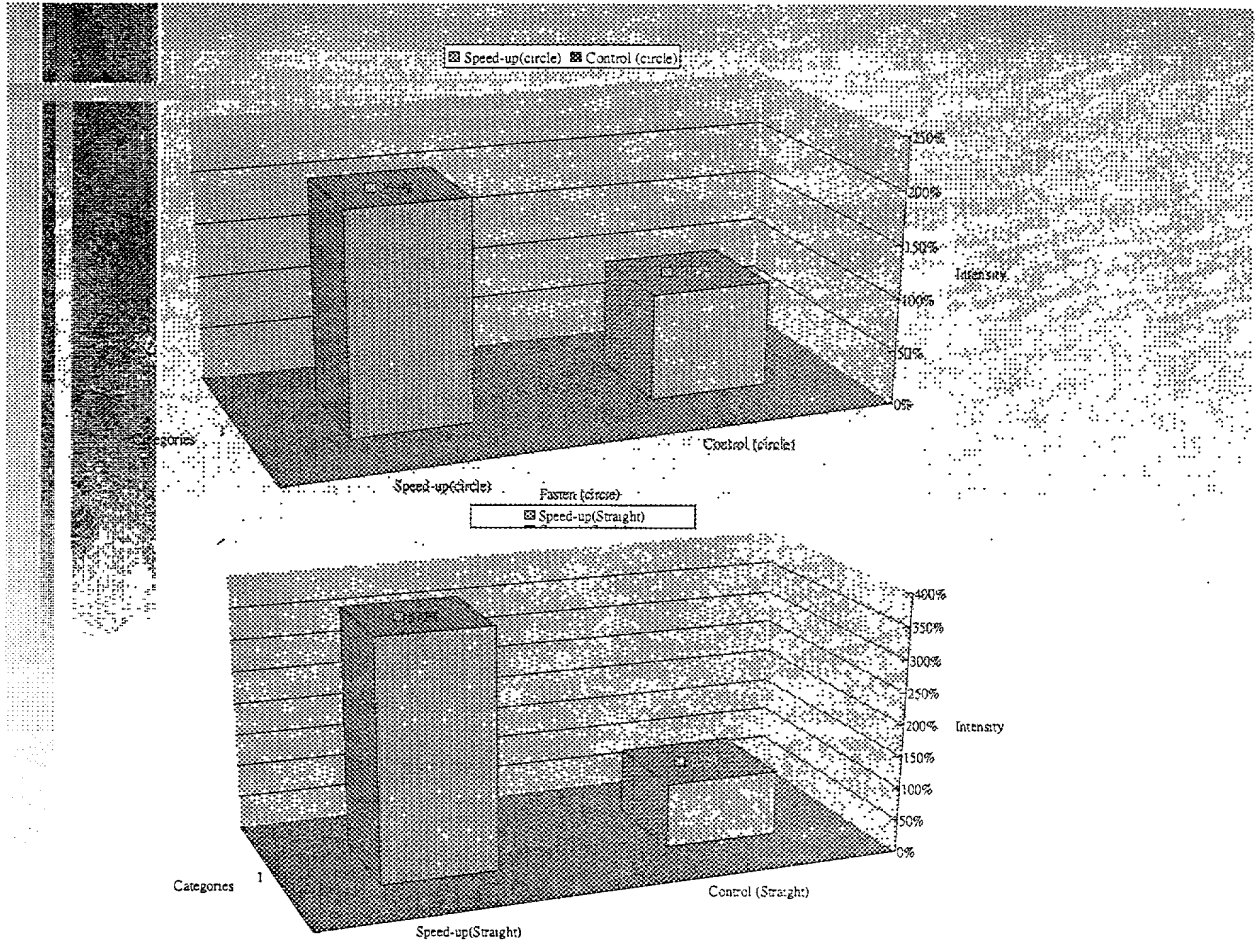 Speed-up(circle) Control (circle)
250%
200%
150%
Intensity
100%
50%
0%
Categories
Control (circle)
Speed-up(circle)
Fasten (circle)
Speed-up(Straight)
400%
350%
300%
250%
200%
Intensity
150%
100%
50%
0%
Categories 1
Control (Straight)
Speed-up(Straight)